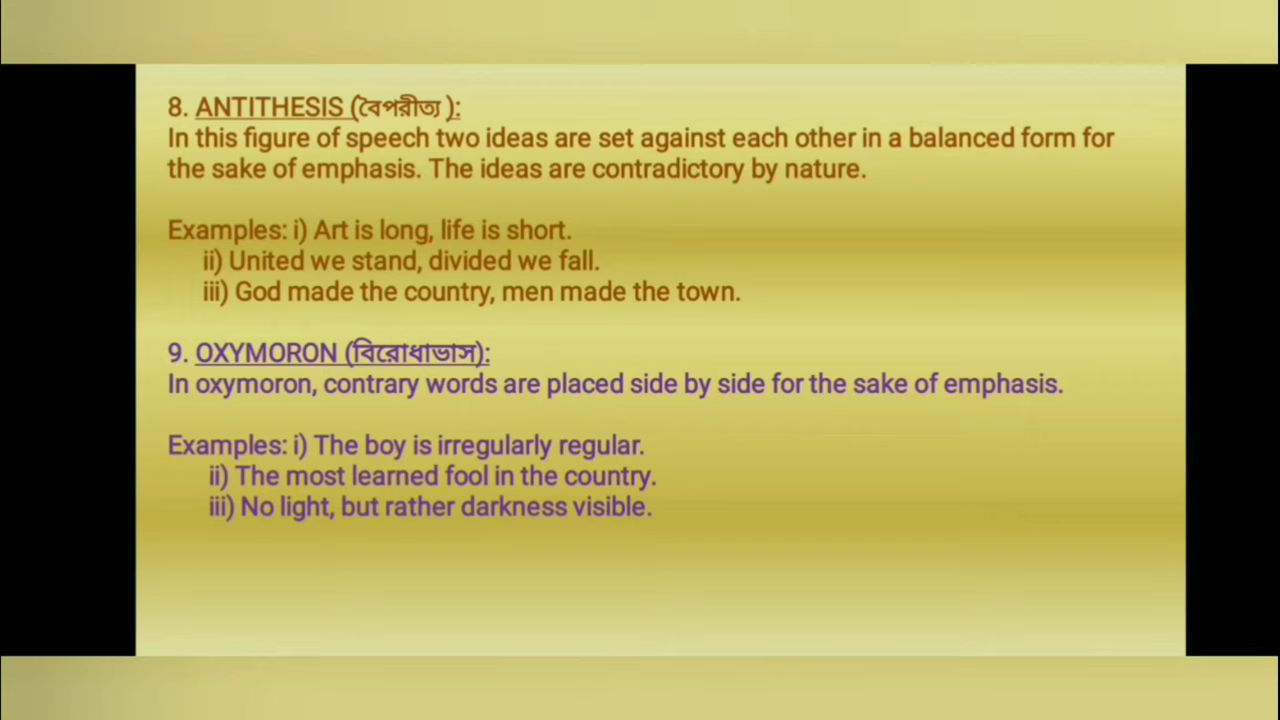 8. ANTITHESIS (বৈপরীত্য ):
In this figure of speech two ideas are set against each other in a balanced form for
the sake of emphasis. The ideas are contradictory by nature.
Examples: i) Art is long, life is short.
ii) United we stand, divided we fall.
iii) God made the country, men made the town.
9. OXYMORON (বিরোধাভাস):
In oxymoron, contrary words are placed side by side for the sake of emphasis.
Examples: i) The boy is irregularly regular.
ii) The most learned fool in the country.
iii) No light, but rather darkness visible.